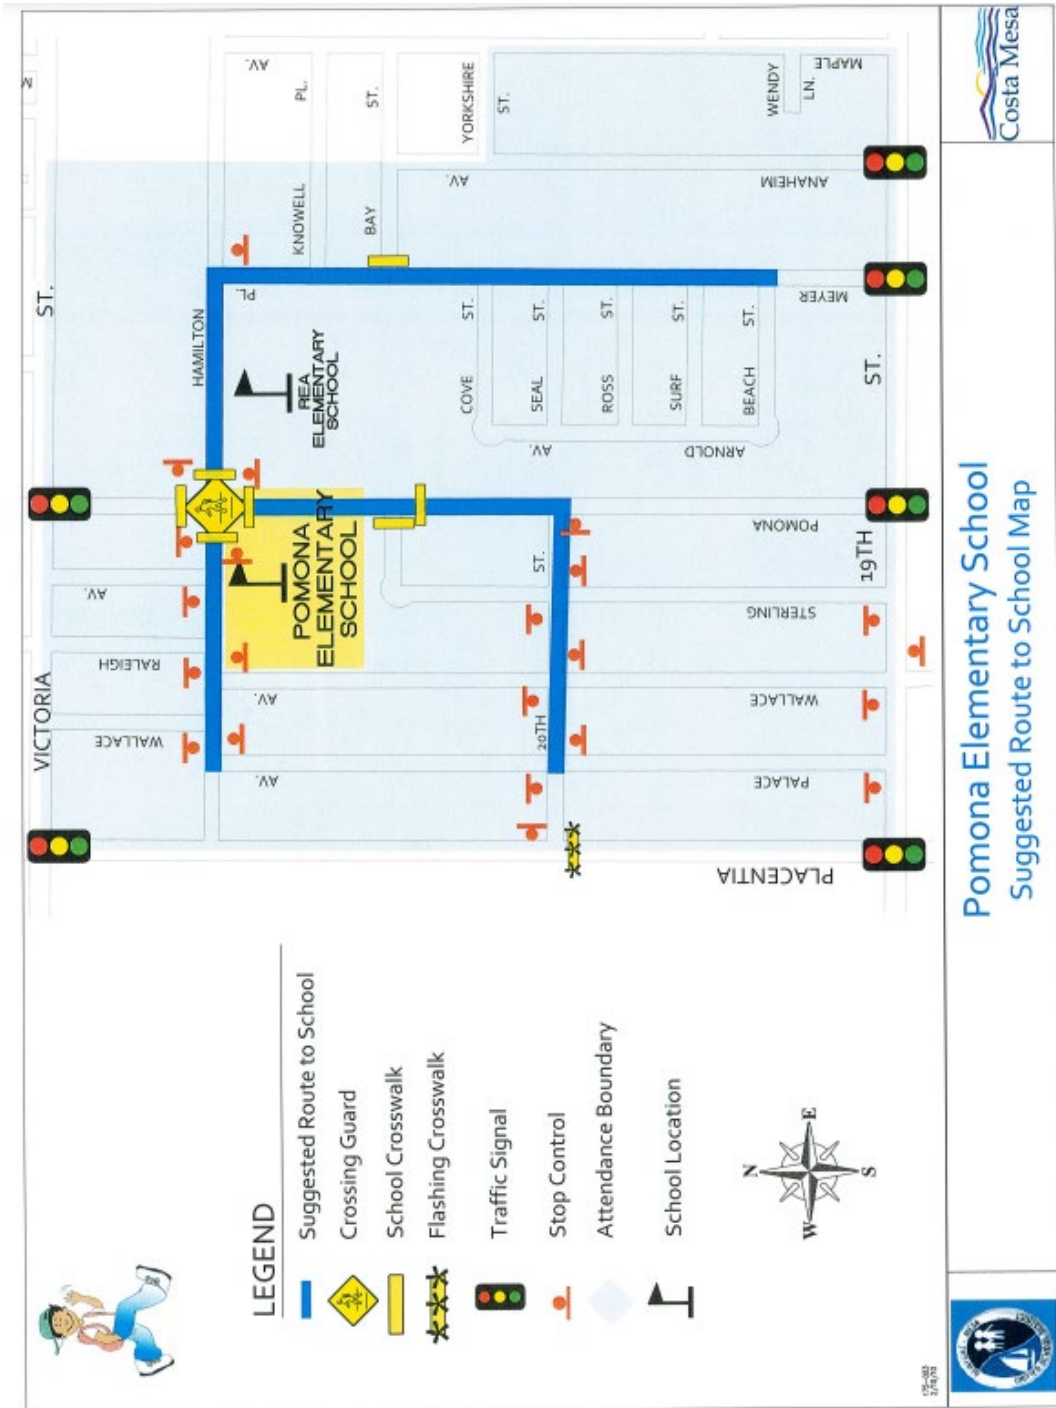 VICTORIA
ST.
M
WALLACE
RALEIGH
AV.
HAMILTON
AV.
AV.
PL.
AV.
KNOWELL
PL.
BAY
ST.
YORKSHIRE
ST.
WENDY
LN.
MAPLE
ANAHEIM
AV.
MEYER
REA
ELEMENTARY
SCHOOL
POMONA
ELEMENTARY
SCHOOL
COVE
ST.
SEAL
ST.
ROSS
ST.
SURF
ST.
BEACH
ST.
ARNOLD
AV.
20TH
ST.
POMONA
STERLING
WALLACE
PALACE
PLACENTIA
19TH
ST.
LEGEND
Suggested Route to School
Crossing Guard
School Crosswalk
Flashing Crosswalk
Traffic Signal
Stop Control
Attendance Boundary
School Location
N
W
E
S
Pomona Elementary School
Suggested Route to School Map
Costa Mesa